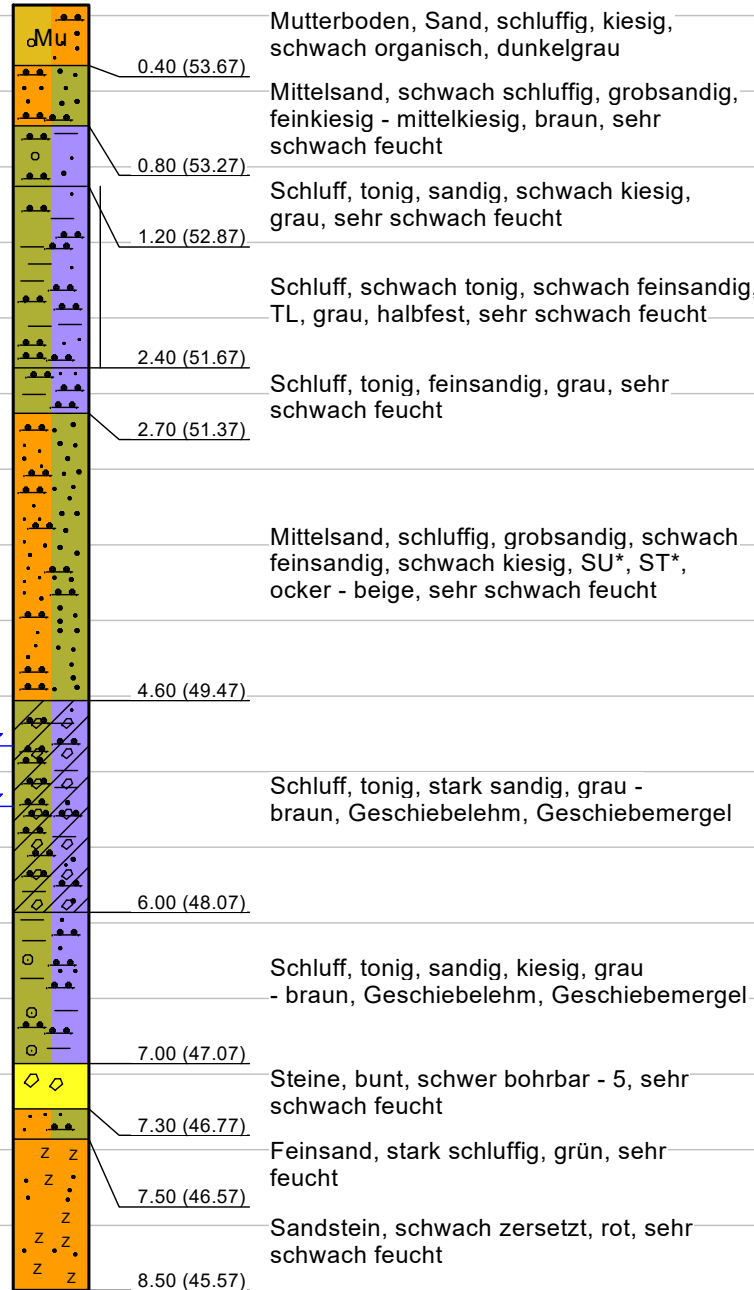 Mu
Mutterboden, Sand, schluffig, kiesig,
schwach organisch, dunkelgrau
0.40 (53.67)
Mittelsand, schwach schluffig, grobsandig,
feinkiesig - mittelkiesig, braun, sehr
schwach feucht
0.80 (53.27)
Schluff, tonig, sandig, schwach kiesig,
grau, sehr schwach feucht
1.20 (52.87)
Schluff, schwach tonig, schwach feinsandig,
TL, grau, halbfest, sehr schwach feucht
2.40 (51.67)
Schluff, tonig, feinsandig, grau, sehr
schwach feucht
2.70 (51.37)
Mittelsand, schluffig, grobsandig, schwach
feinsandig, schwach kiesig, SU*, ST*,
ocker - beige, sehr schwach feucht
4.60 (49.47)
Schluff, tonig, stark sandig, grau -
braun, Geschiebelehm, Geschiebemergel
6.00 (48.07)
Schluff, tonig, sandig, kiesig, grau
- braun, Geschiebelehm, Geschiebemergel
7.00 (47.07)
Steine, bunt, schwer bohrbar - 5, sehr
schwach feucht
7.30 (46.77)
Feinsand, stark schluffig, grün, sehr
feucht
7.50 (46.57)
Sandstein, schwach zersetzt, rot, sehr
schwach feucht
8.50 (45.57)
Z Z
Z
Z
Z Z
Z
Z Z